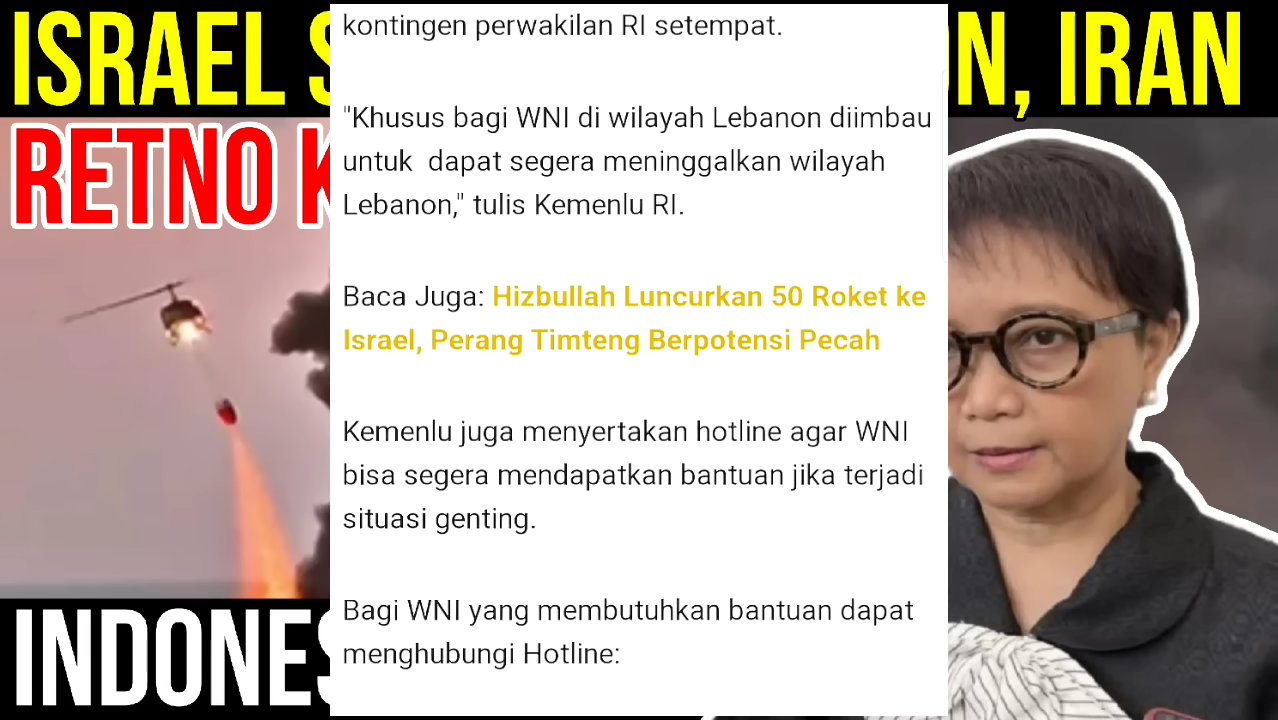 ISRAEL
N, IRAN
RETNO
kontingen perwakilan RI setempat.
"Khusus bagi WNI di wilayah Lebanon diimbau
untuk dapat segera meninggalkan wilayah
Lebanon," tulis Kemenlu RI.
Baca Juga: Hizbullah Luncurkan 50 Roket ke
Israel, Perang Timteng Berpotensi Pecah
Kemenlu juga menyertakan hotline agar WNI
bisa segera mendapatkan bantuan jika terjadi
situasi genting.
Bagi WNI yang membutuhkan bantuan dapat
menghubungi Hotline:
INDONE